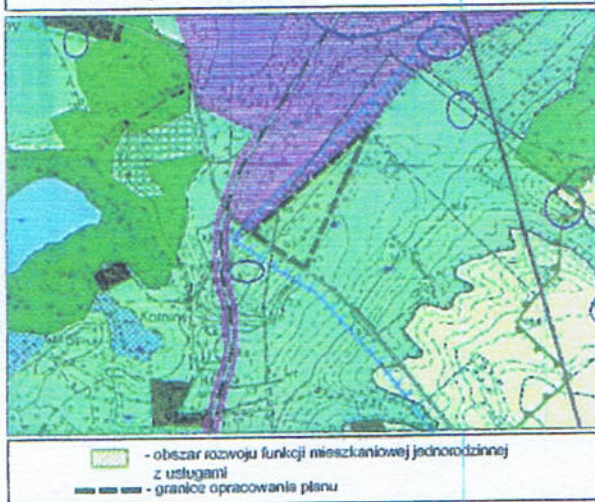 - obszar rozwoju funkcji mieszkaniowej jednorodzinnej
z usługami
- granice opracowania planu